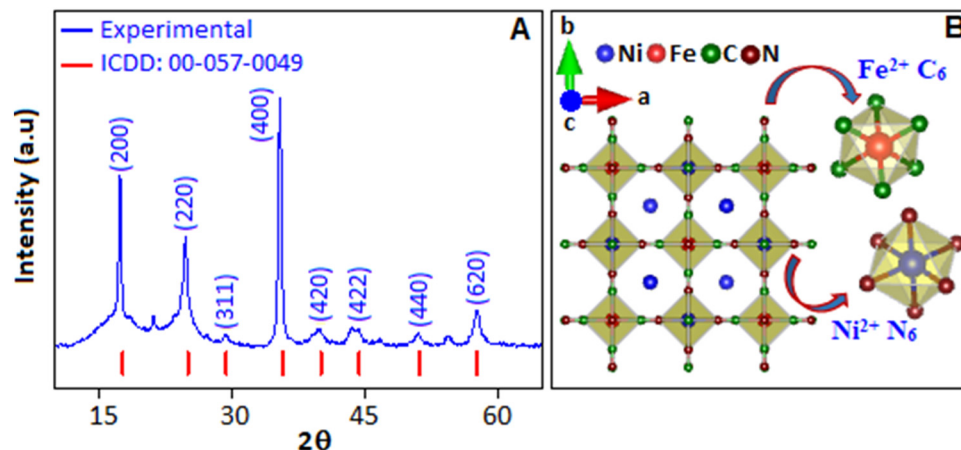 A
Experimental
ICDD: 00-057-0049
(200)
(220)
(311)
(400)
(420)
(422)
(440)
(620)
Intensity (a.u)
15 30 45 60
2θ
B
b
a
c
Ni Fe C N
Fe²⁺ C₆
Ni²⁺ N₆